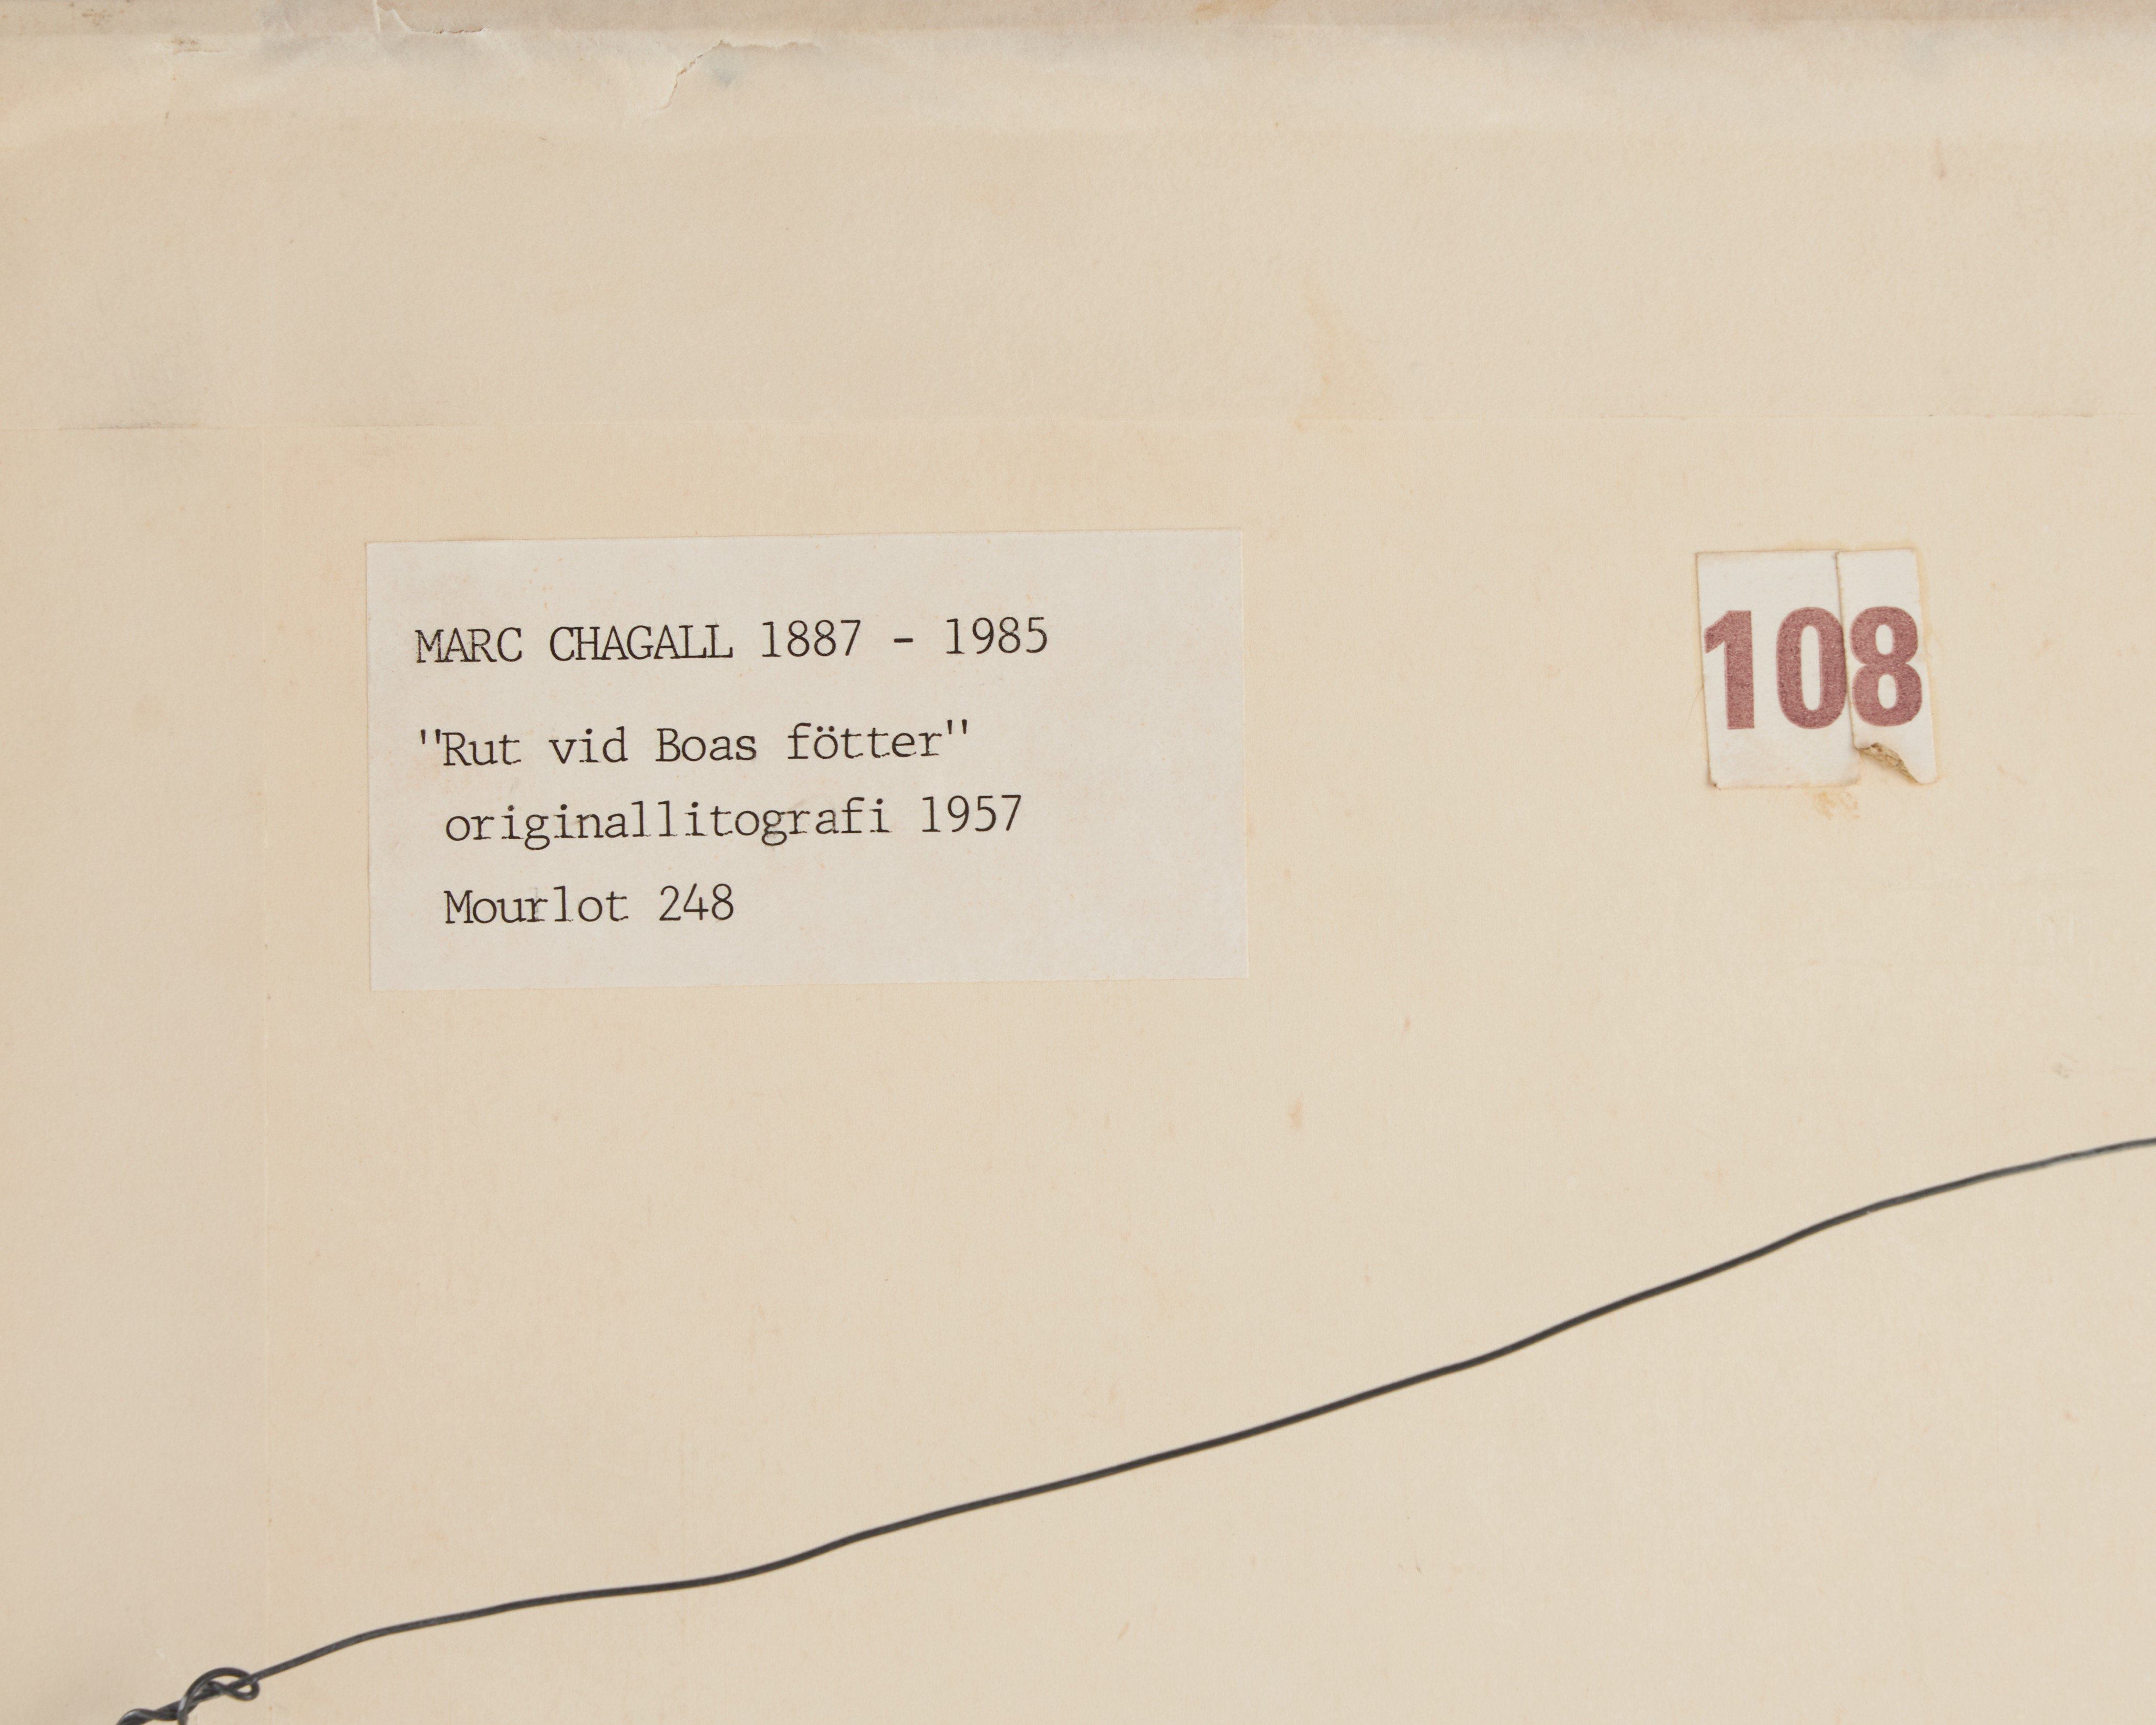 MARC CHAGALL 1887 - 1985
"Rut vid Boas fötter"
originallitografi 1957
Mourlot 248
108